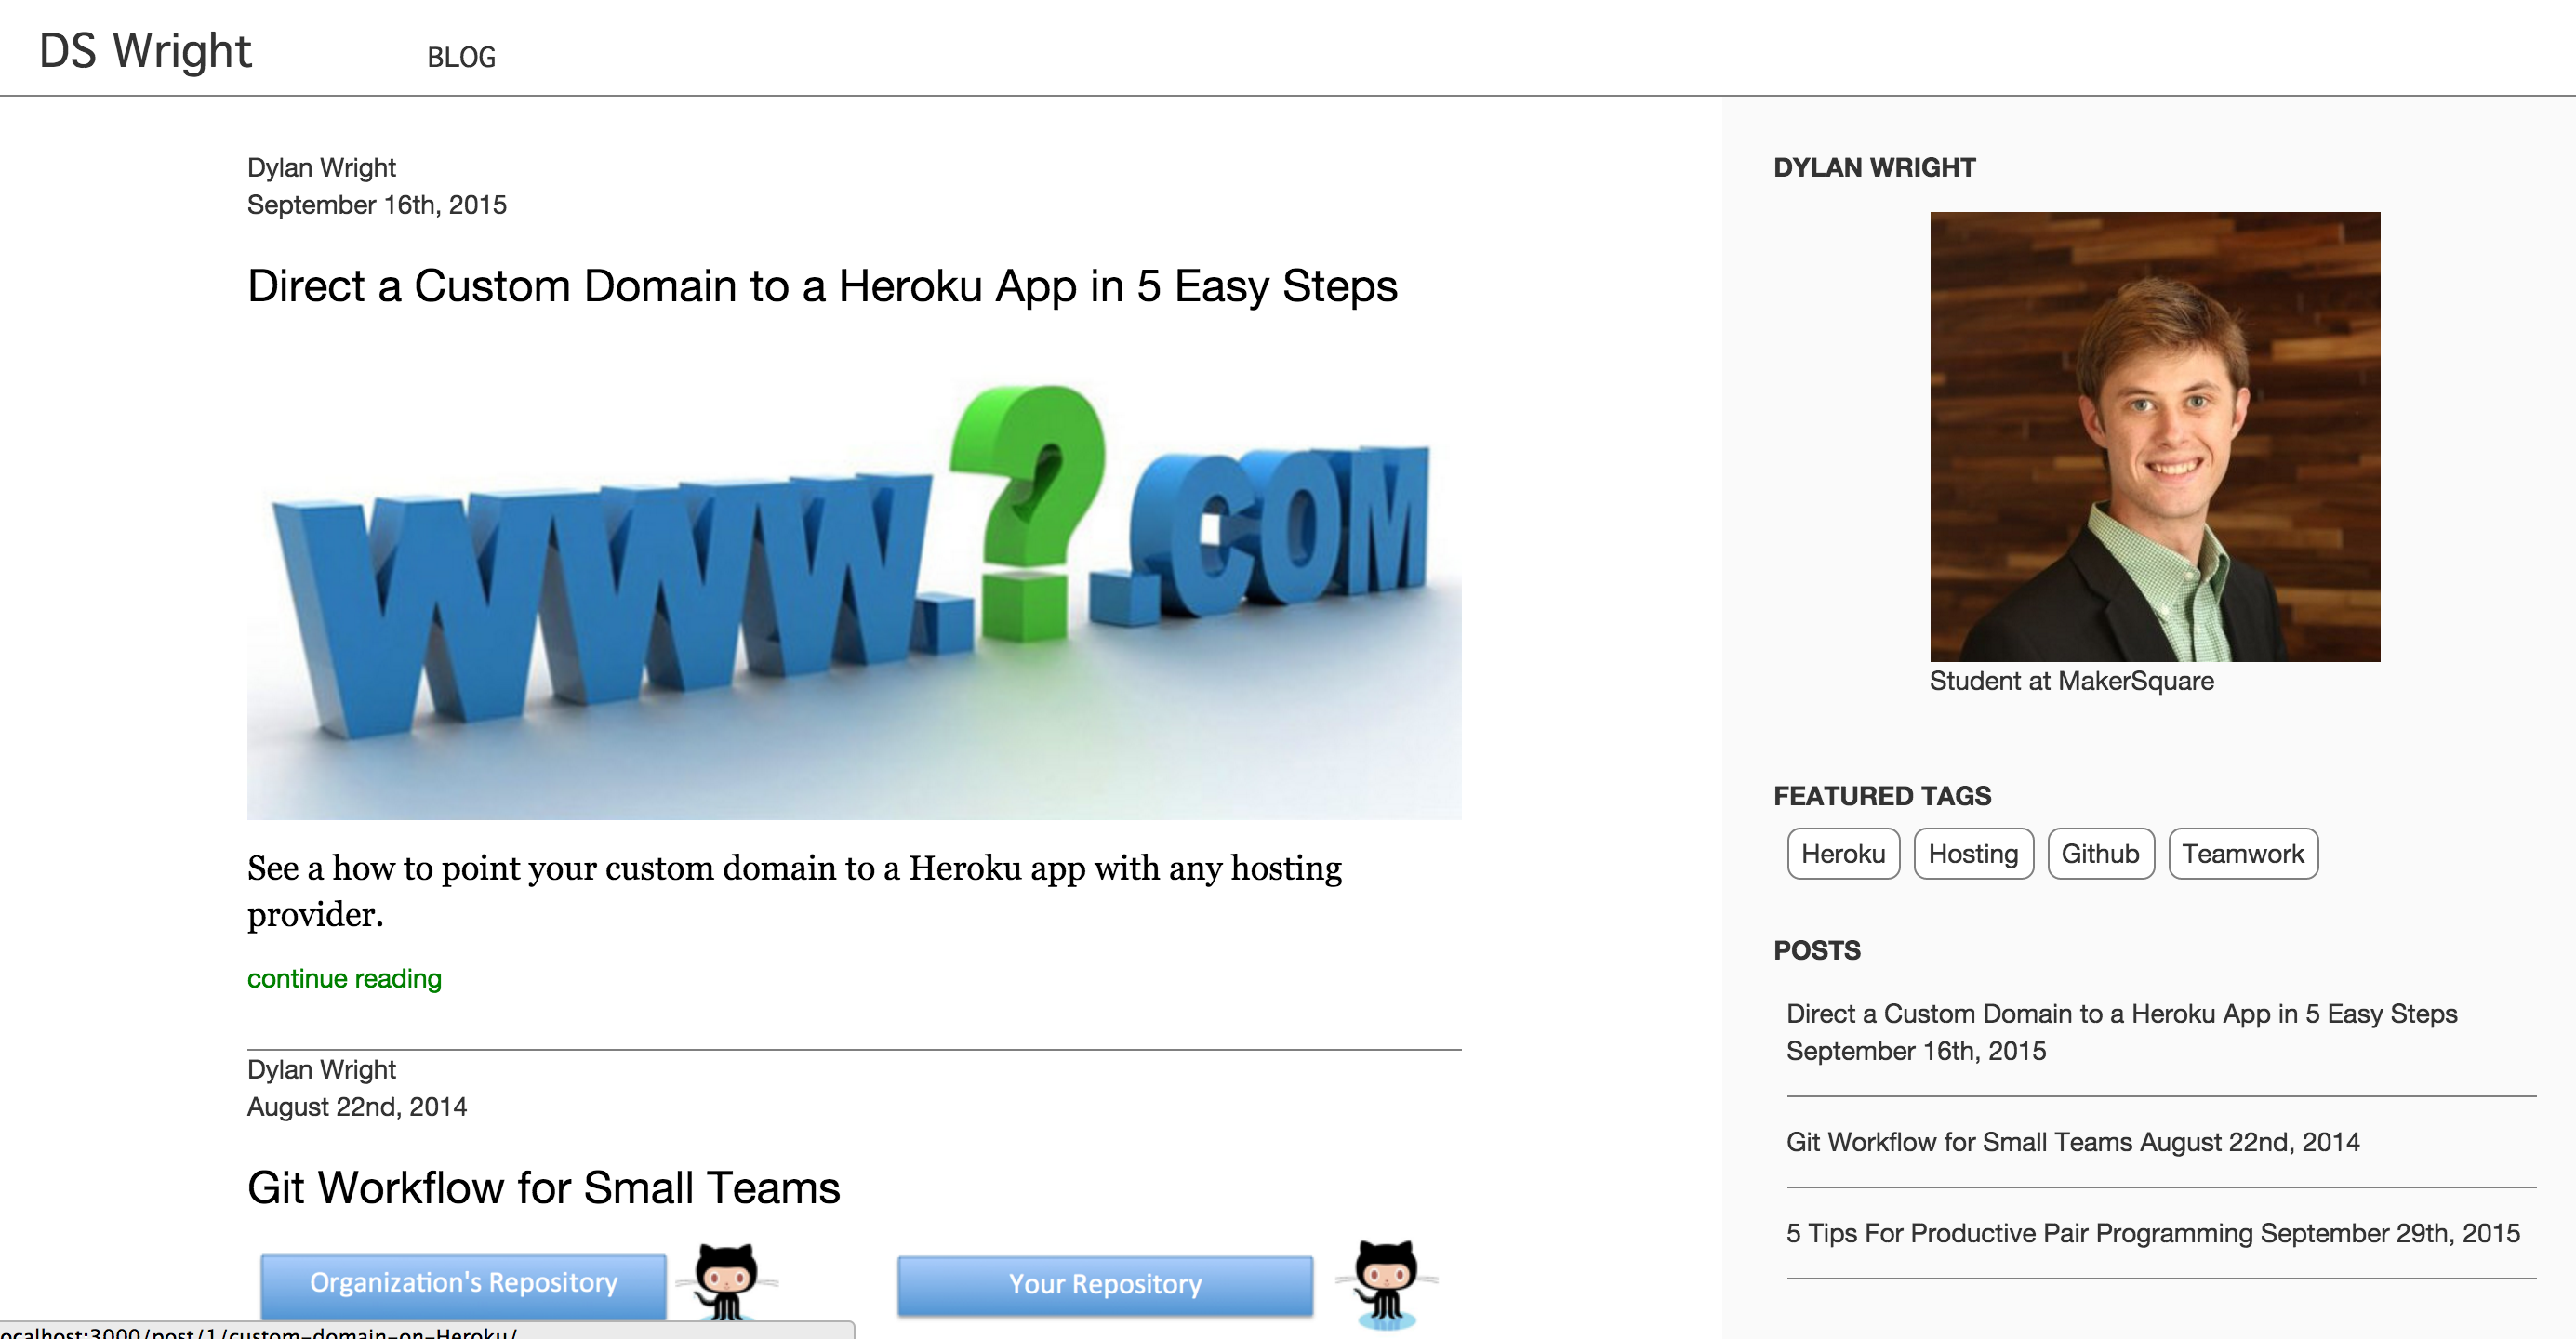 DS Wright
BLOG
Dylan Wright
September 16th, 2015
Direct a Custom Domain to a Heroku App in 5 Easy Steps
WWW.?.COM
See a how to point your custom domain to a Heroku app with any hosting
provider.
continue reading
Dylan Wright
August 22nd, 2014
Git Workflow for Small Teams
Organization's Repository
Your Repository
ocalhost:3000/post/1/custom-domain-on-Heroku/
DYLAN WRIGHT
Student at MakerSquare
FEATURED TAGS
Heroku
Hosting
Github
Teamwork
POSTS
Direct a Custom Domain to a Heroku App in 5 Easy Steps
September 16th, 2015
Git Workflow for Small Teams August 22nd, 2014
5 Tips For Productive Pair Programming September 29th, 2015